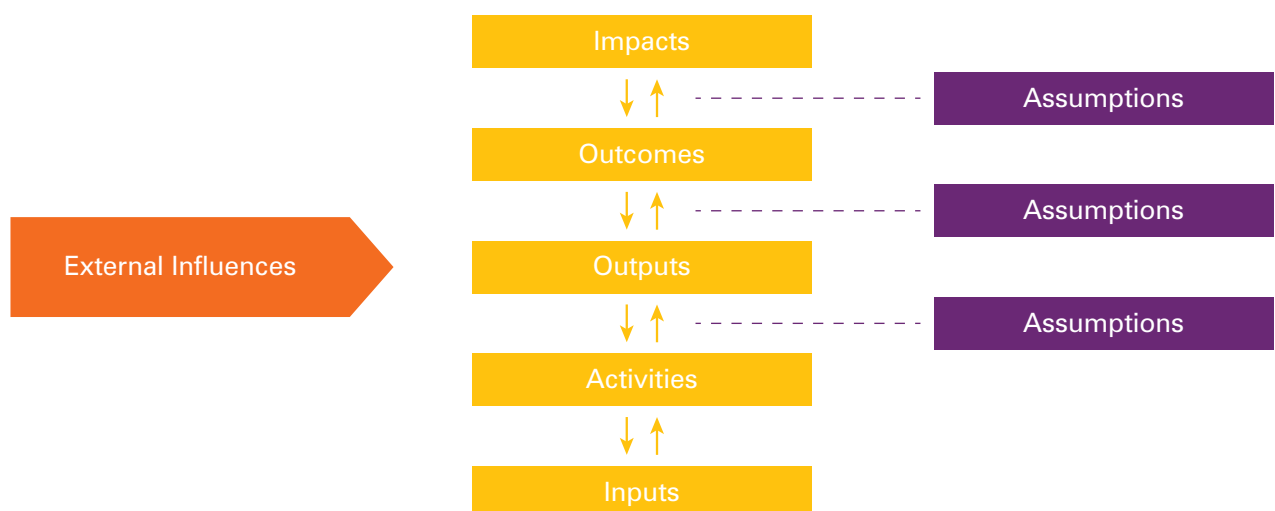 Impacts
Assumptions
Outcomes
Assumptions
External Influences
Outputs
Assumptions
Activities
Inputs